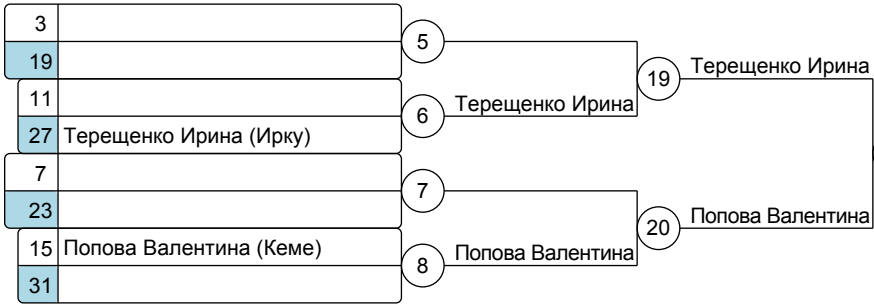 3
5
19
19
Терещенко Ирина
11
6
Терещенко Ирина
27 Терещенко Ирина (Ирку)
7
7
23
20
Попова Валентина
15 Попова Валентина (Кеме)
8
Попова Валентина
31